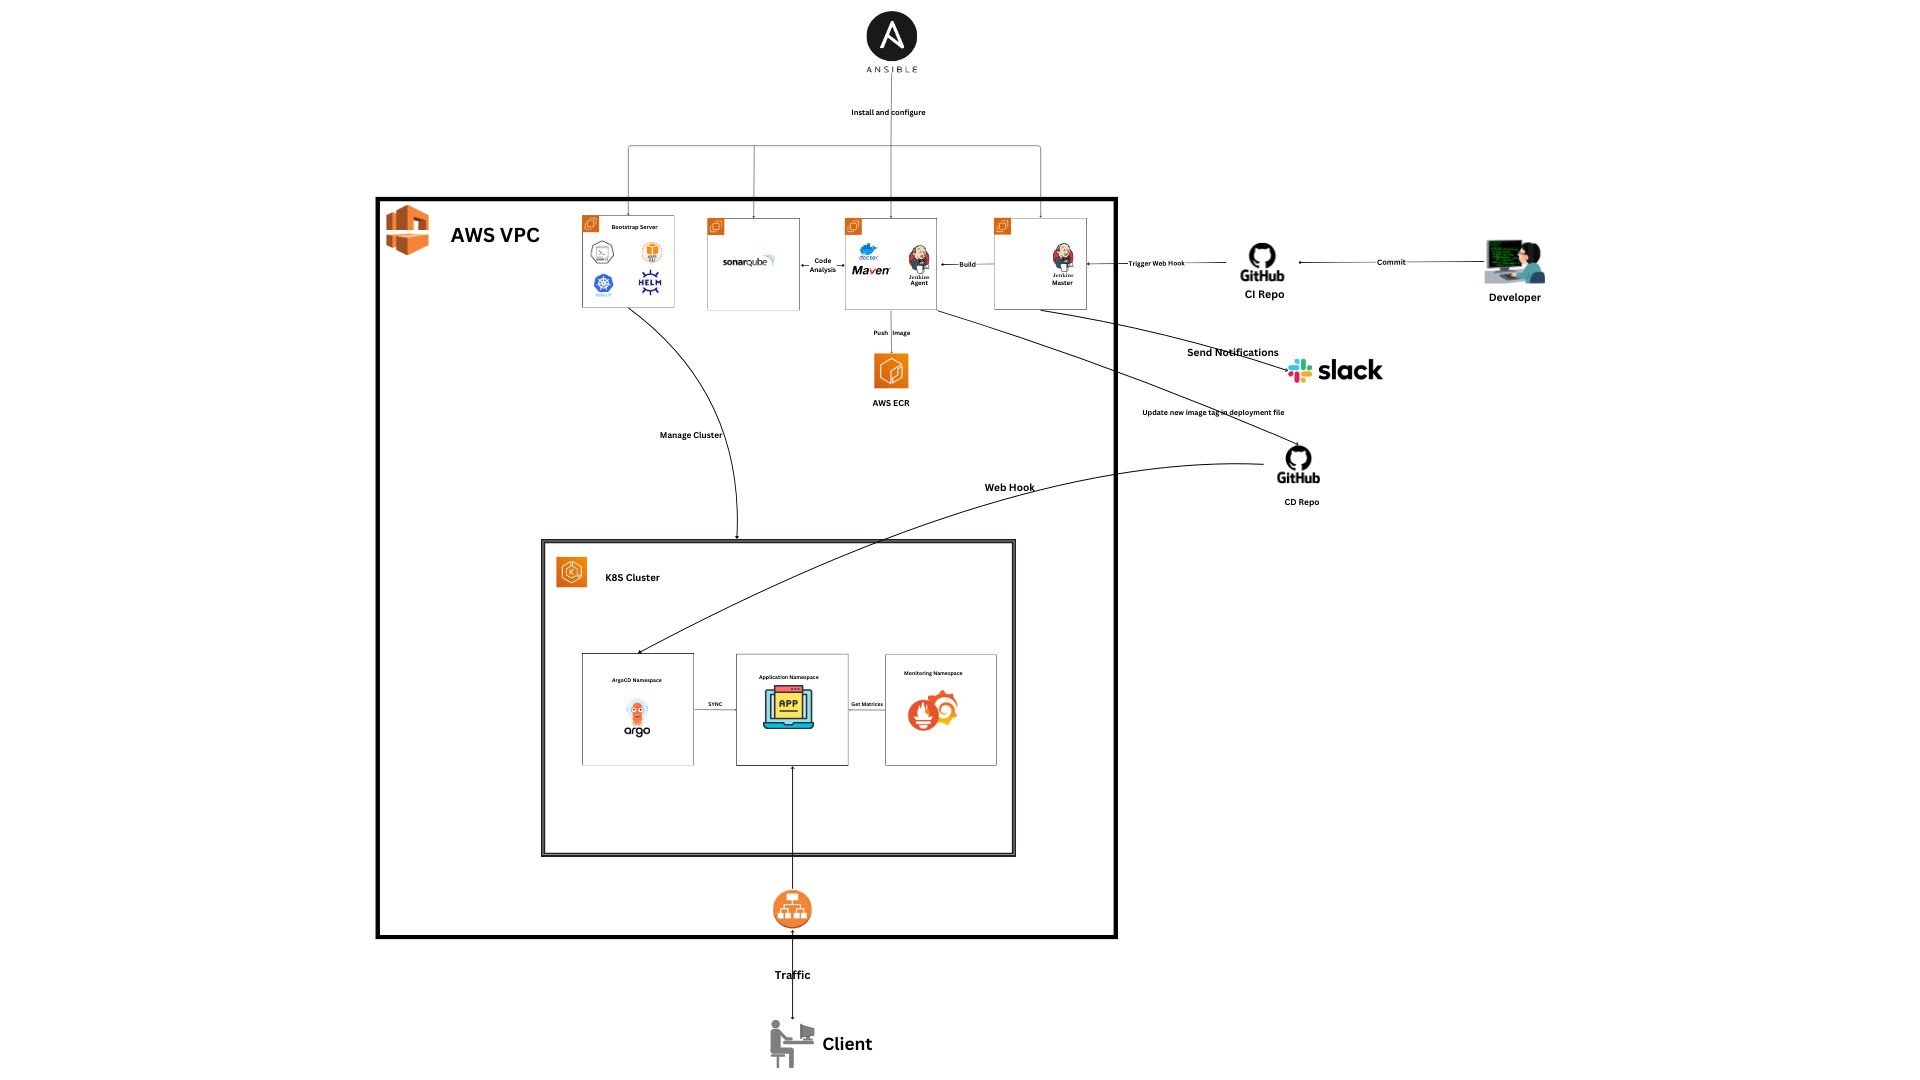 ANSIBLE
Install and configure
AWS VPC
Bootstrap Server
HELM
sonarqube
Code
Analysis
docker
Maven
Jenkins
Agent
Build
Jenkins
Master
Trigger Web Hook
GitHub
CI Repo
Commit
Developer
Push Image
AWS ECR
Send Notifications
slack
Update new image tag in deployment file
GitHub
CD Repo
Manage Cluster
Web Hook
K8S Cluster
ArgoCD Namespace
argo
SYNC
Application Namespace
APP
Get Matrices
Monitoring Namespace
Traffic
Client